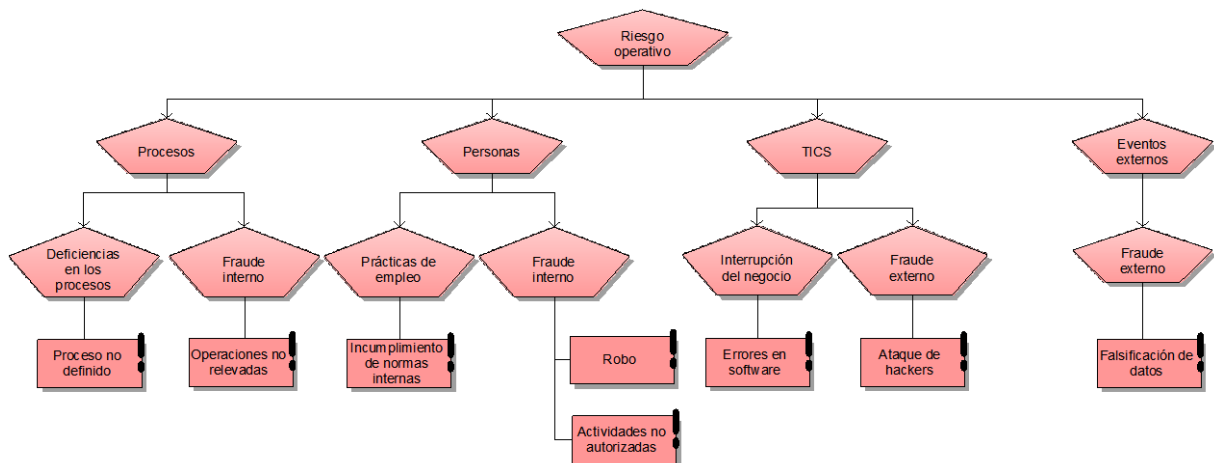 Riesgo
operativo
Procesos
Personas
TICS
Eventos
externos
Deficiencias
en los
procesos
Fraude
interno
Prácticas de
empleo
Fraude
interno
Interrupción
del negocio
Fraude
externo
Fraude
externo
Proceso no
definido
Operaciones no
relevadas
Incumplimiento
de normas
internas
Robo
Errores en
software
Ataque de
hackers
Falsificación de
datos
Actividades no
autorizadas